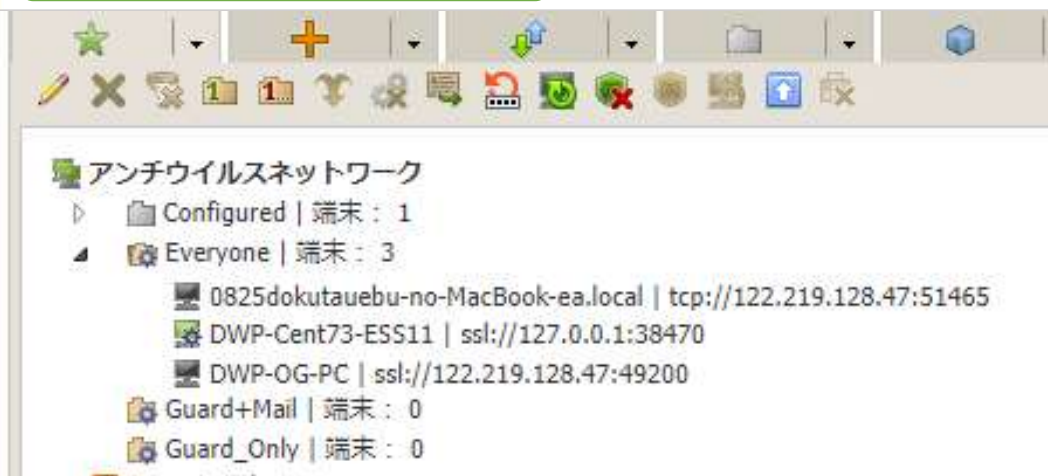 アンチウイルスネットワーク
Configured | 端末： 1
Everyone | 端末： 3
0825dokutauebu-no-MacBook-ea.local | tcp://122.219.128.47:51465
DWP-Cent73-ESS11 | ssl://127.0.0.1:38470
DWP-OG-PC | ssl://122.219.128.47:49200
Guard+Mail | 端末： 0
Guard_Only | 端末： 0